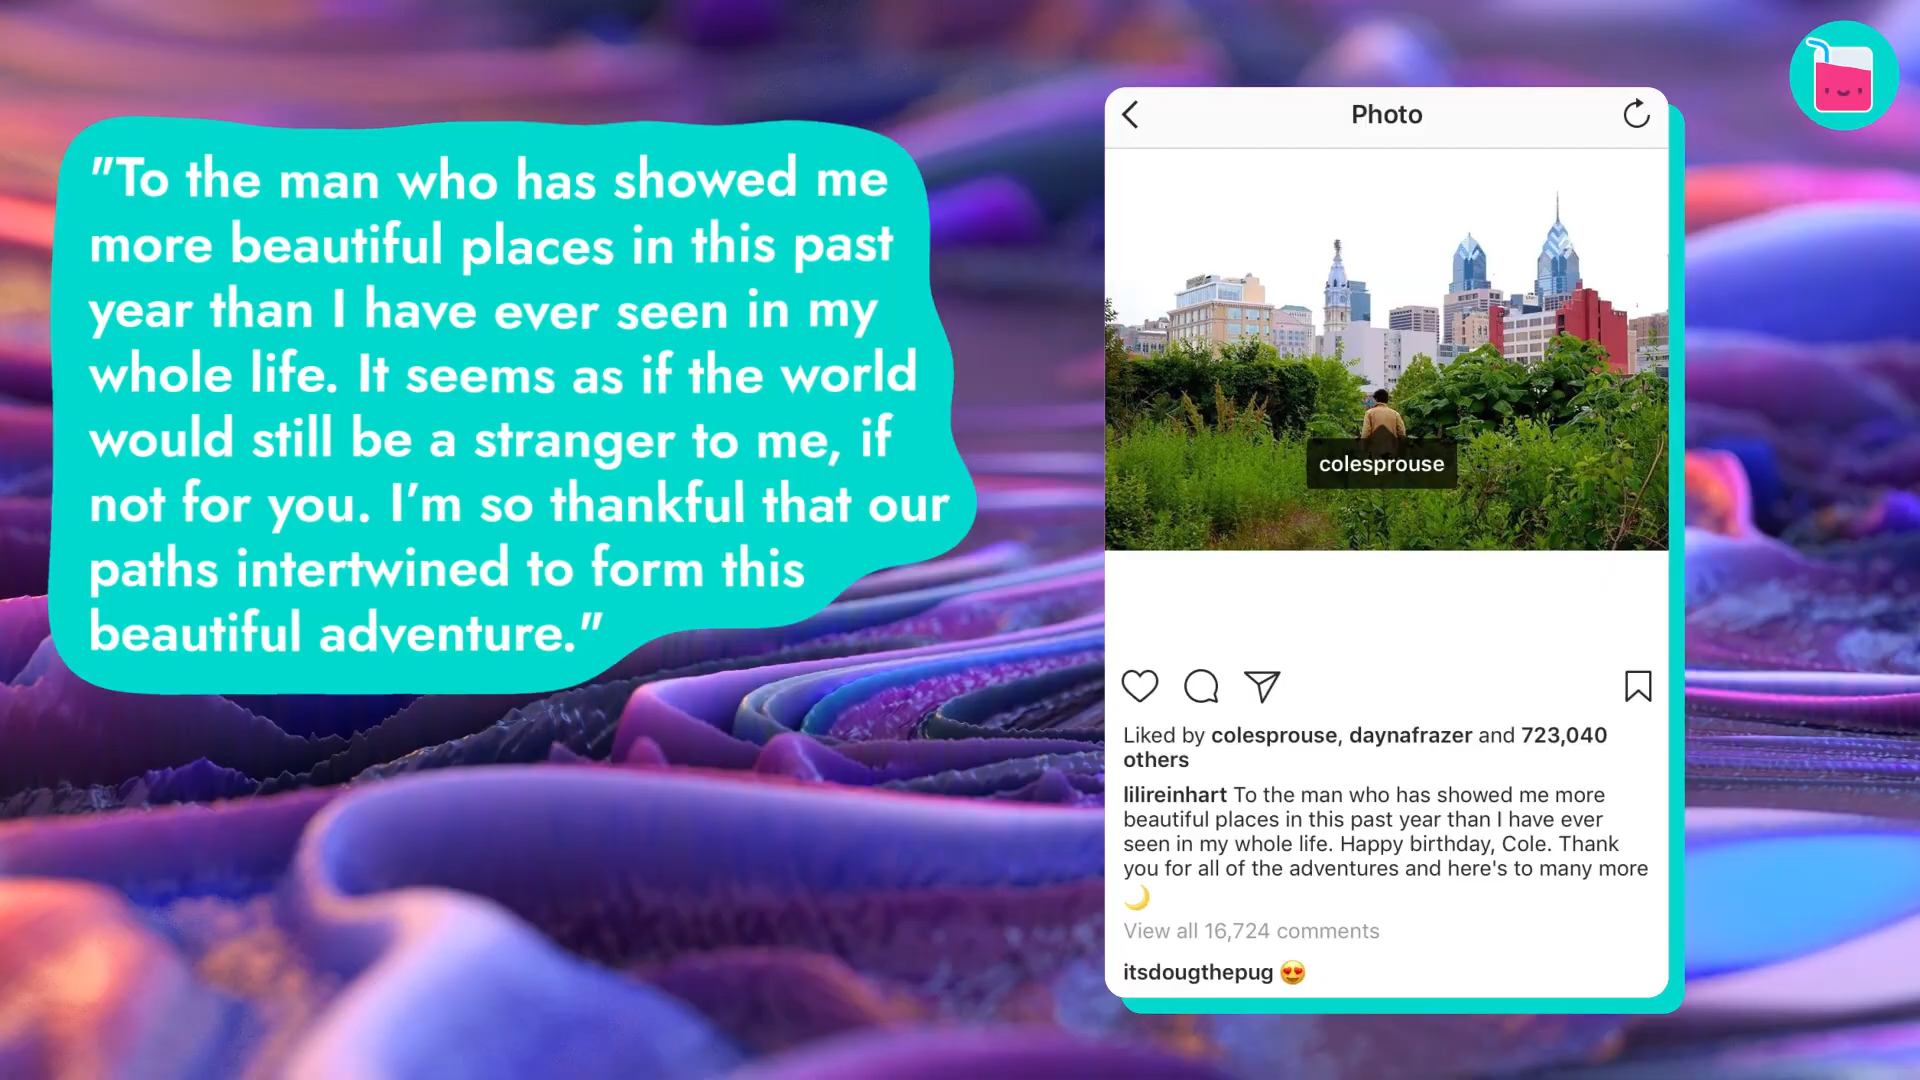 "To the man who has showed me
more beautiful places in this past
year than I have ever seen in my
whole life. It seems as if the world
would still be a stranger to me, if
not for you. I’m so thankful that our
paths intertwined to form this
beautiful adventure."
Photo
colesprouse
Liked by colesprouse, daynafrazer and 723,040
others
lilireinhart To the man who has showed me more
beautiful places in this past year than I have ever
seen in my whole life. Happy birthday, Cole. Thank
you for all of the adventures and here's to many more
🌙
View all 16,724 comments
itsdougthepug 😍